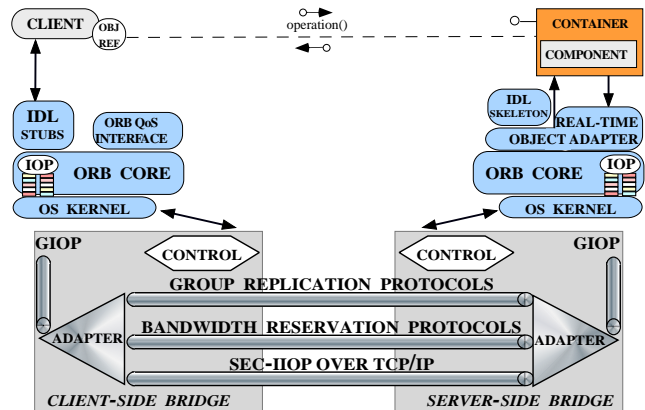 CLIENT
OBJ
REF
operation()
CONTAINER
COMPONENT
IDL
STUBS
ORB QoS
INTERFACE
IDL
SKELETON
REAL-TIME
OBJECT ADAPTER
IOP
ORB CORE
ORB CORE
IOP
OS KERNEL
OS KERNEL
GIOP
CONTROL
CONTROL
GIOP
GROUP REPLICATION PROTOCOLS
BANDWIDTH RESERVATION PROTOCOLS
ADAPTER
ADAPTER
SEC-IIOP OVER TCP/IP
CLIENT-SIDE BRIDGE
SERVER-SIDE BRIDGE